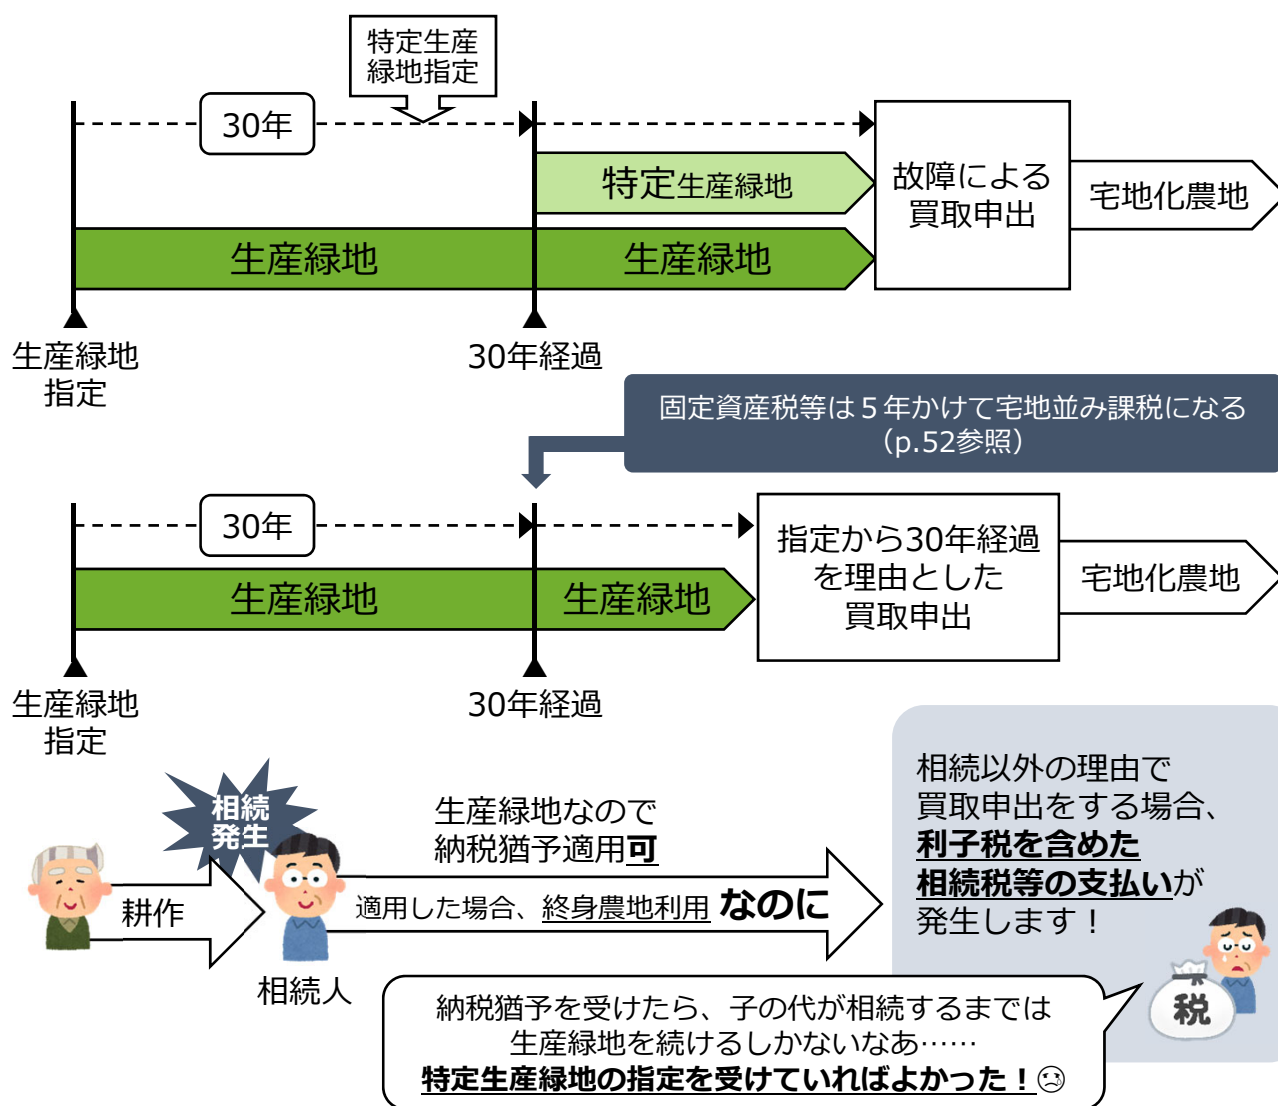 特定生産
緑地指定
30年
特定生産緑地
故障による
買取申出
宅地化農地
生産緑地
生産緑地
生産緑地
指定
30年経過
固定資産税等は５年かけて宅地並み課税になる
（p.52参照）
30年
指定から30年経過
を理由とした
買取申出
宅地化農地
生産緑地
生産緑地
生産緑地
指定
30年経過
相続
発生
耕作
相続人
生産緑地なので
納税猶予適用可
適用した場合、終身農地利用 なのに
相続以外の理由で
買取申出をする場合、
利子税を含めた
相続税等の支払いが
発生します！
税
納税猶予を受けたら、子の代が相続するまでは
生産緑地を続けるしかないなあ……
特定生産緑地の指定を受けていればよかった！😢